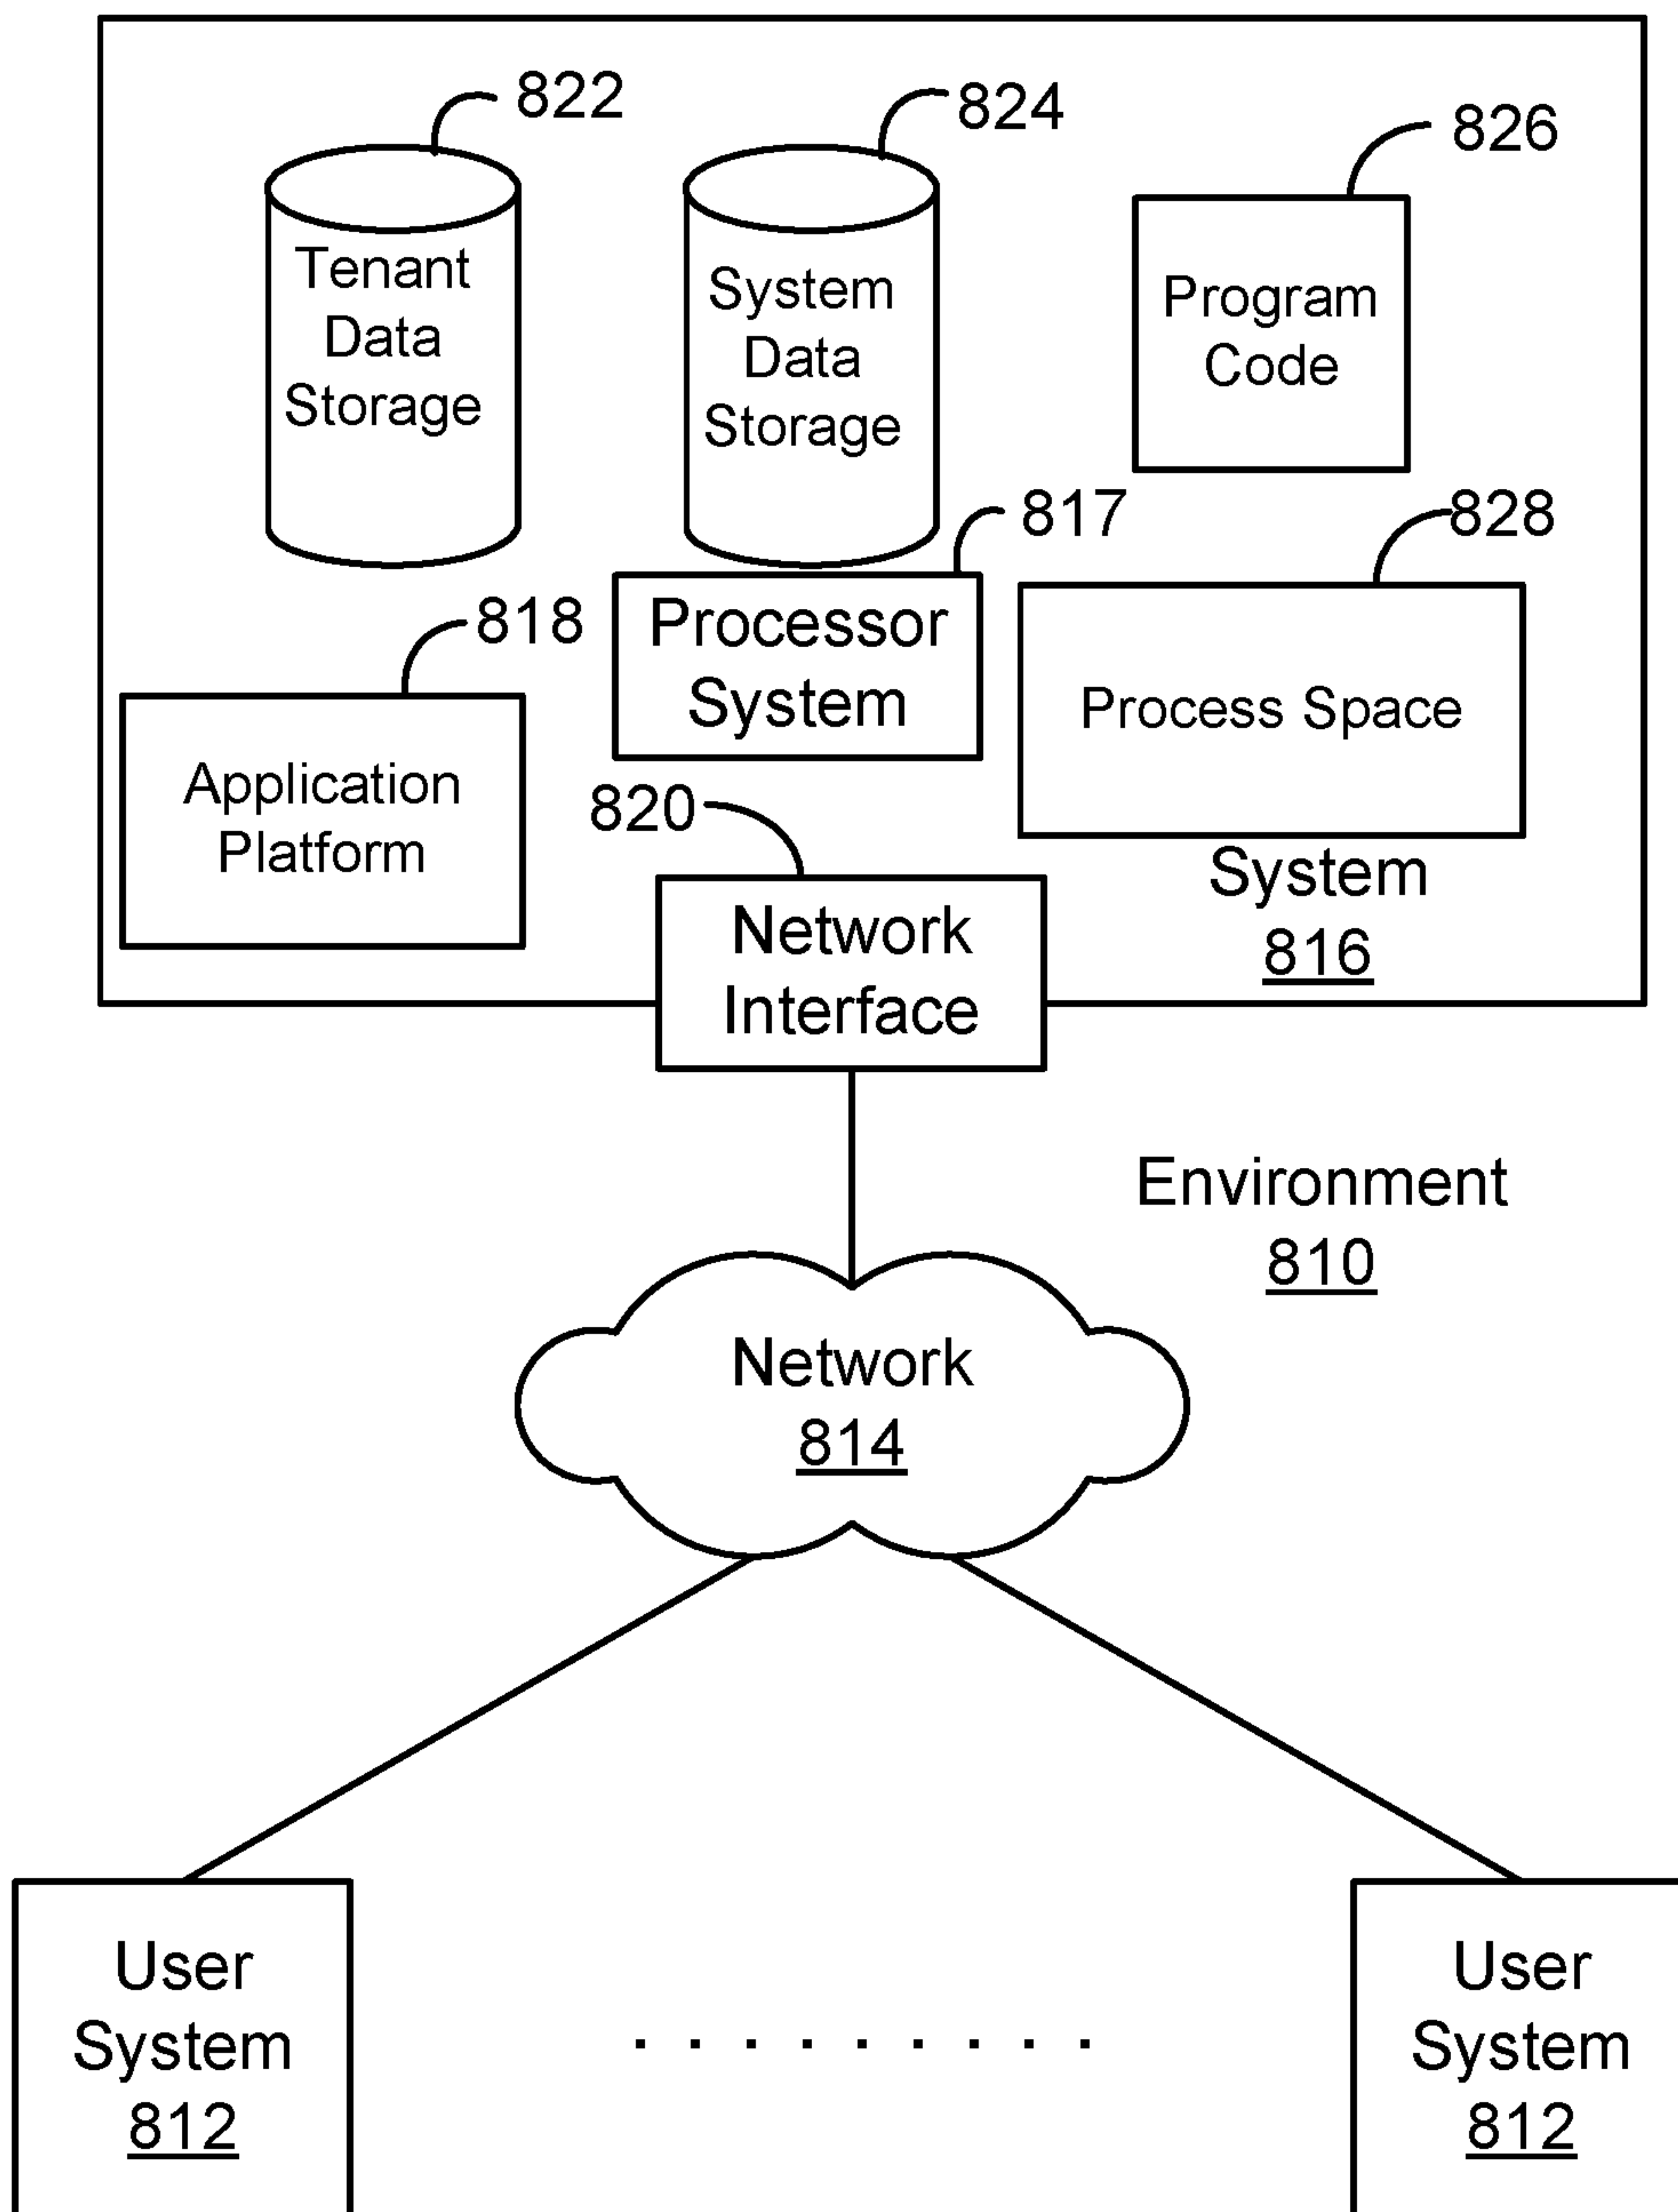 822
824
826
Tenant
Data
Storage
System
Data
Storage
Program
Code
817
828
818
Processor
System
Process Space
Application
Platform
820
System
816
Network
Interface
Environment
810
Network
814
User
System
812
. . . . . . . . .
User
System
812